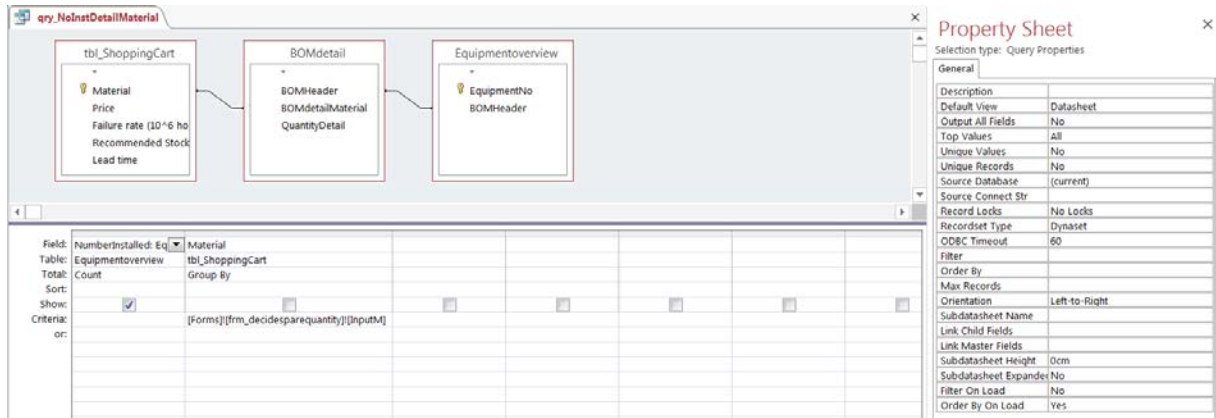 qry_NoInstDetailMaterial
tbl_ShoppingCart
*
Material
Price
Failure rate (10^6 ho
Recommended Stock
Lead time
BOMdetail
*
BOMHeader
BOMdetailMaterial
QuantityDetail
Equipmentoverview
*
EquipmentNo
BOMHeader
Field: NumberInstalled: Eq Material
Table: Equipmentoverview tbl_ShoppingCart
Total: Count Group By
Sort:
Show:
Criteria: [Forms]![frm_decidesparequantity]![InputM]
or:
Property Sheet
Selection type: Query Properties
General
Description
Default View Datasheet
Output All Fields No
Top Values All
Unique Values No
Unique Records No
Source Database (current)
Source Connect Str
Record Locks No Locks
Recordset Type Dynaset
ODBC Timeout 60
Filter
Order By
Max Records
Orientation Left-to-Right
Subdatasheet Name
Link Child Fields
Link Master Fields
Subdatasheet Height 0cm
Subdatasheet Expanded No
Filter On Load No
Order By On Load Yes